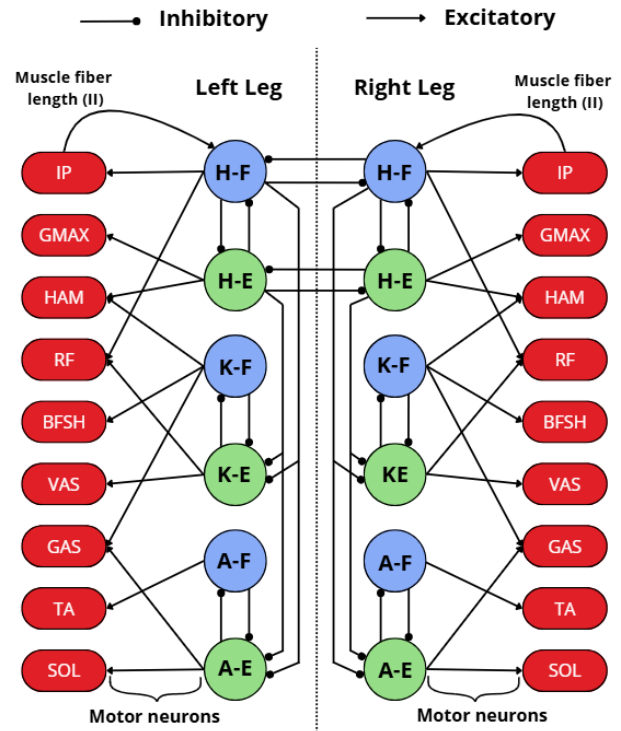 Inhibitory
Excitatory
Muscle fiber
length (II)
Left Leg
Right Leg
Muscle fiber
length (II)
IP
H-F
H-F
IP
GMAX
GMAX
H-E
H-E
HAM
HAM
RF
K-F
K-F
RF
BFSH
BFSH
VAS
K-E
KE
VAS
GAS
A-F
A-F
GAS
TA
TA
SOL
A-E
A-E
SOL
Motor neurons
Motor neurons